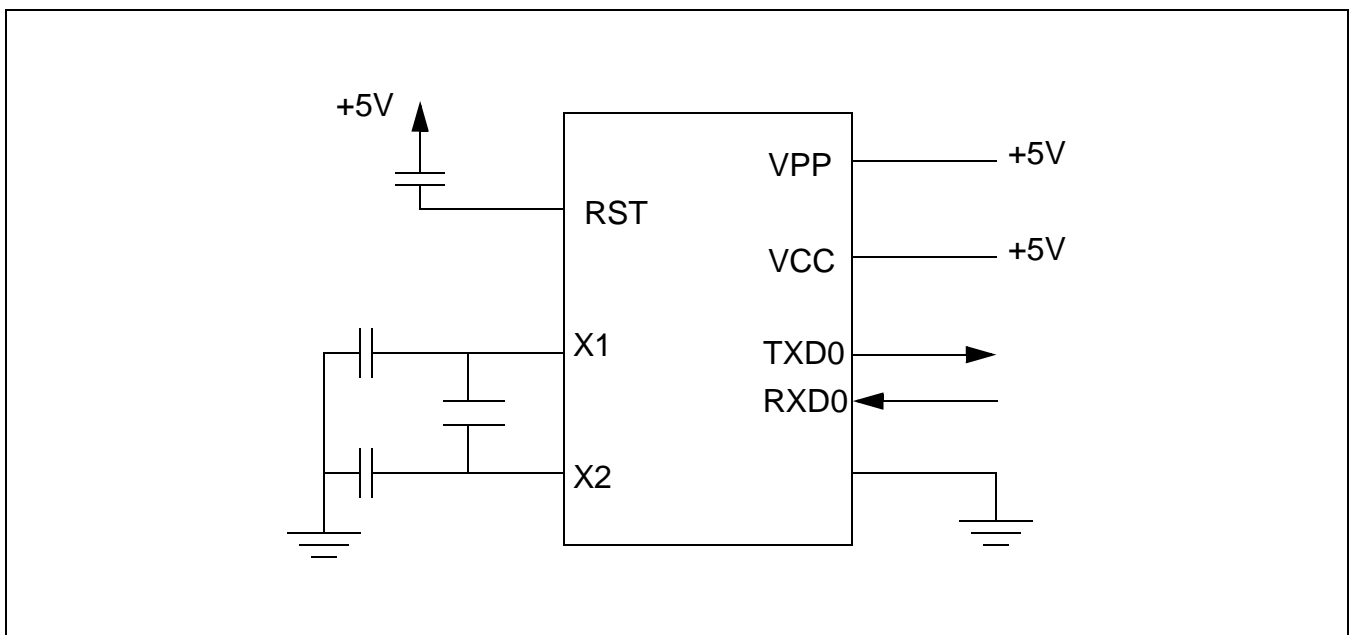 +5V
VPP
+5V
RST
VCC
+5V
X1
TXD0
RXD0
X2